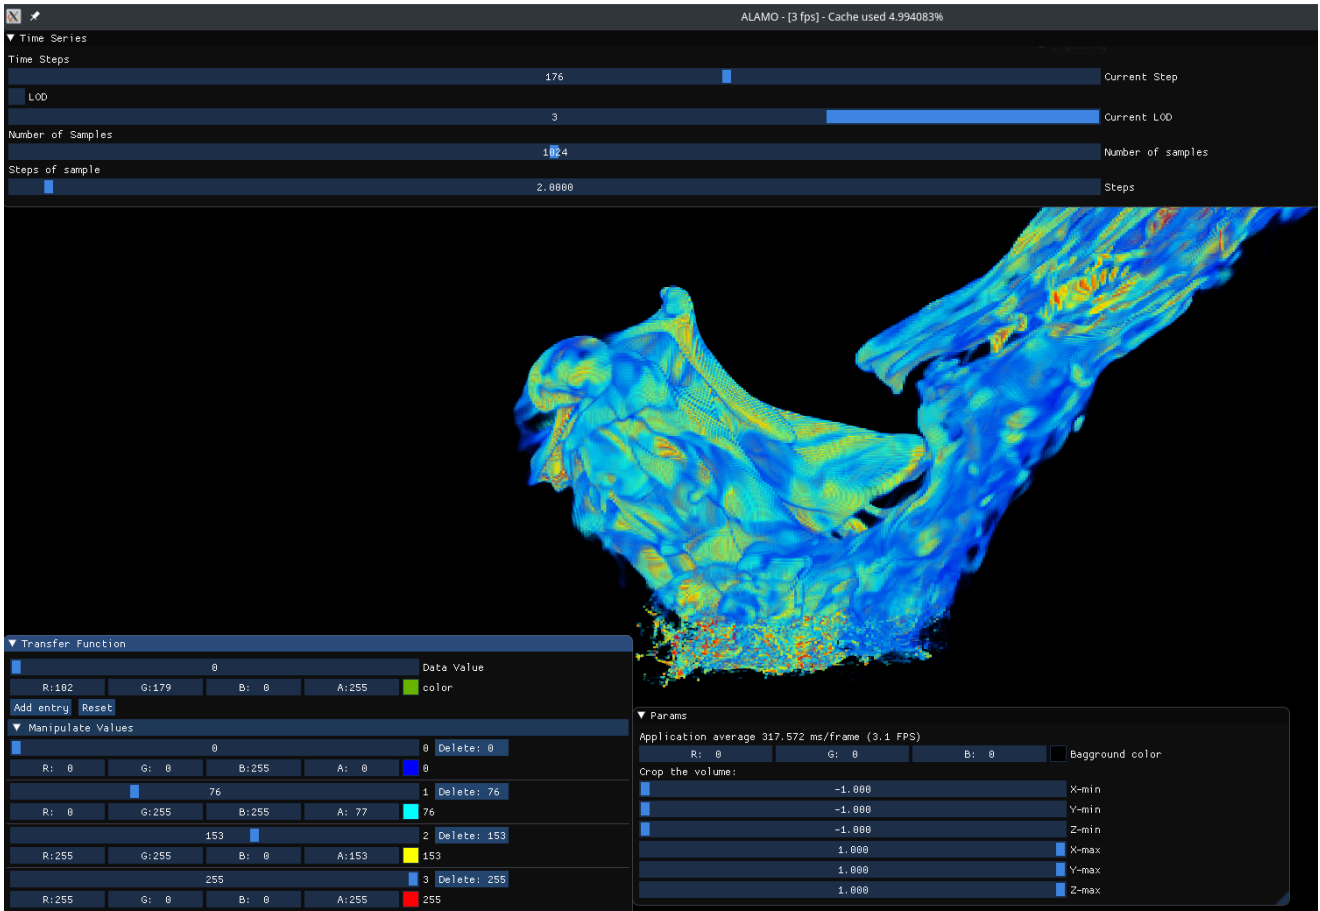 ALAMO - [3 fps] - Cache used 4.994083%
Time Series
Time Steps
176 Current Step
LOD
3 Current LOD
Number of Samples
1024 Number of samples
Steps of sample
2.0000 Steps
Transfer Function
0 Data Value
R:102 G:179 B: 0 A:255 color
Add entry Reset
Manipulate Values
0 0 Delete: 0
R: 0 G: 0 B:255 A: 0 0
76 1 Delete: 76
R: 0 G:255 B:255 A: 77 76
153 2 Delete: 153
R:255 G:255 B: 0 A:153 153
255 3 Delete: 255
R:255 G: 0 B: 0 A:255 255
Params
Application average 317.572 ms/frame (3.1 FPS)
R: 0 G: 0 B: 0 Bagground color
Crop the volume:
-1.000 X-min
-1.000 Y-min
-1.000 Z-min
1.000 X-max
1.000 Y-max
1.000 Z-max